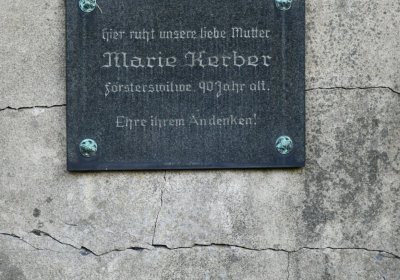 Hier ruht unsere liebe Mutter
Marie Kerber
Försterswitwe, 90 Jahr alt.
Ehre ihrem Andenken!